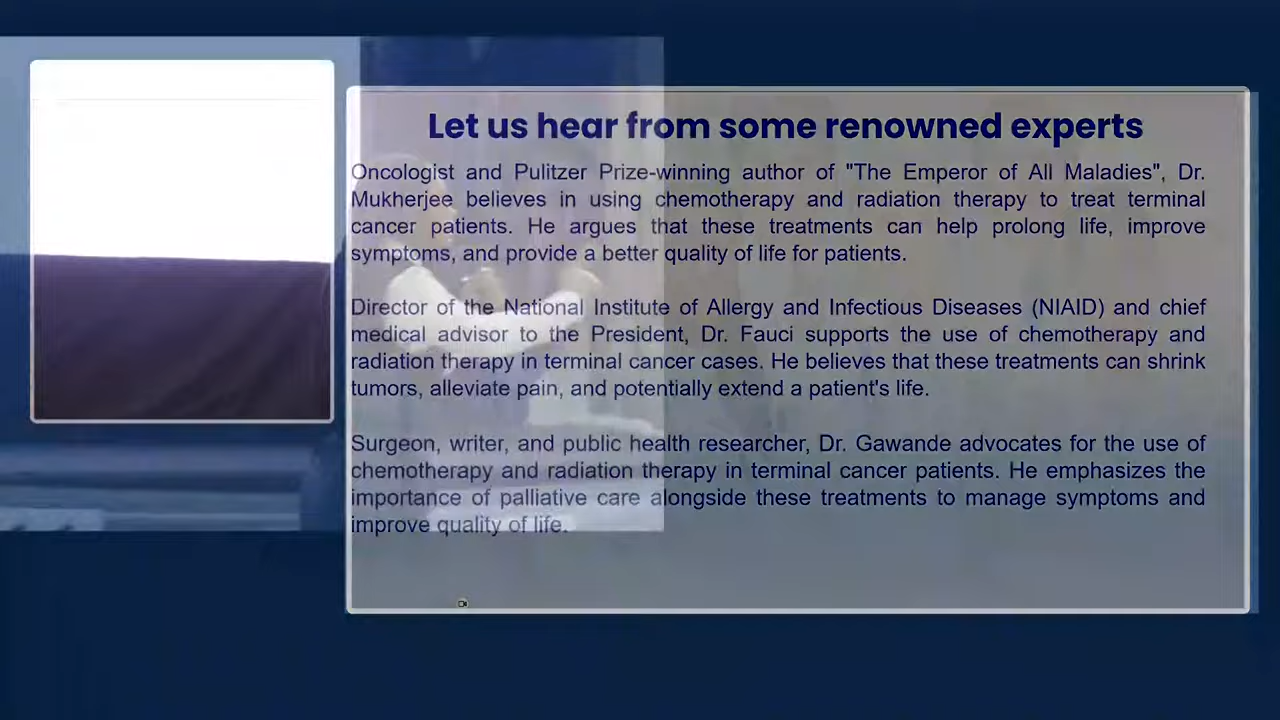 Let us hear from some renowned experts
Oncologist and Pulitzer Prize-winning author of "The Emperor of All Maladies", Dr.
Mukherjee believes in using chemotherapy and radiation therapy to treat terminal
cancer patients. He argues that these treatments can help prolong life, improve
symptoms, and provide a better quality of life for patients.
Director of the National Institute of Allergy and Infectious Diseases (NIAID) and chief
medical advisor to the President, Dr. Fauci supports the use of chemotherapy and
radiation therapy in terminal cancer cases. He believes that these treatments can shrink
tumors, alleviate pain, and potentially extend a patient's life.
Surgeon, writer, and public health researcher, Dr. Gawande advocates for the use of
chemotherapy and radiation therapy in terminal cancer patients. He emphasizes the
importance of palliative care alongside these treatments to manage symptoms and
improve quality of life.